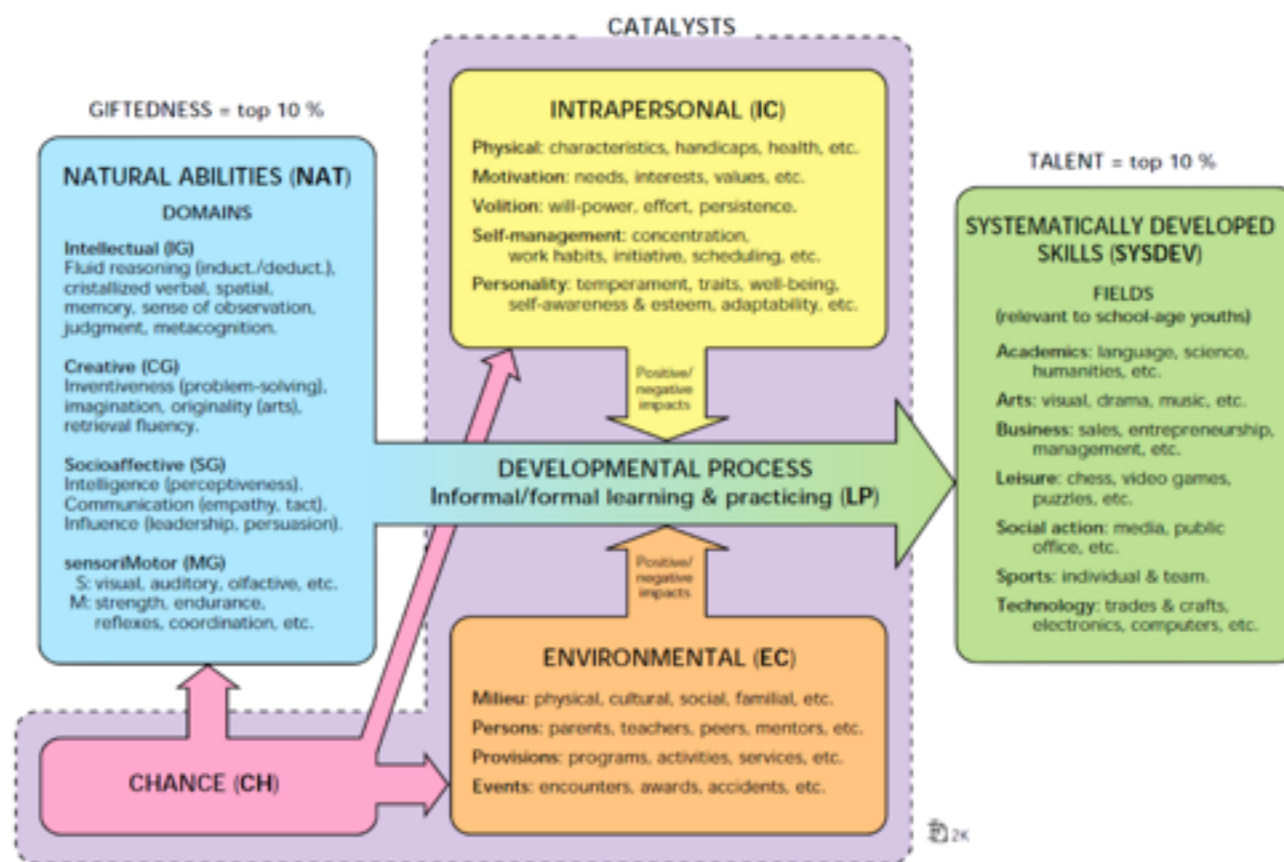 CATALYSTS
GIFTEDNESS = top 10 %
NATURAL ABILITIES (NAT)
DOMAINS
Intellectual (IG)
Fluid reasoning (induct./deduct.),
cristallized verbal, spatial,
memory, sense of observation,
judgment, metacognition.
Creative (CG)
Inventiveness (problem-solving),
imagination, originality (arts),
retrieval fluency.
Socioaffective (SG)
Intelligence (perceptiveness).
Communication (empathy, tact).
Influence (leadership, persuasion).
sensoriMotor (MG)
S: visual, auditory, olfactive, etc.
M: strength, endurance,
reflexes, coordination, etc.
CHANCE (CH)
INTRAPERSONAL (IC)
Physical: characteristics, handicaps, health, etc.
Motivation: needs, interests, values, etc.
Volition: will-power, effort, persistence.
Self-management: concentration,
work habits, initiative, scheduling, etc.
Personality: temperament, traits, well-being,
self-awareness & esteem, adaptability, etc.
Positive/
negative
impacts
DEVELOPMENTAL PROCESS
Informal/formal learning & practicing (LP)
Positive/
negative
impacts
ENVIRONMENTAL (EC)
Milieu: physical, cultural, social, familial, etc.
Persons: parents, teachers, peers, mentors, etc.
Provisions: programs, activities, services, etc.
Events: encounters, awards, accidents, etc.
TALENT = top 10 %
SYSTEMATICALLY DEVELOPED
SKILLS (SYSDEV)
FIELDS
(relevant to school-age youths)
Academics: language, science,
humanities, etc.
Arts: visual, drama, music, etc.
Business: sales, entrepreneurship,
management, etc.
Leisure: chess, video games,
puzzles, etc.
Social action: media, public
office, etc.
Sports: individual & team.
Technology: trades & crafts,
electronics, computers, etc.
2K